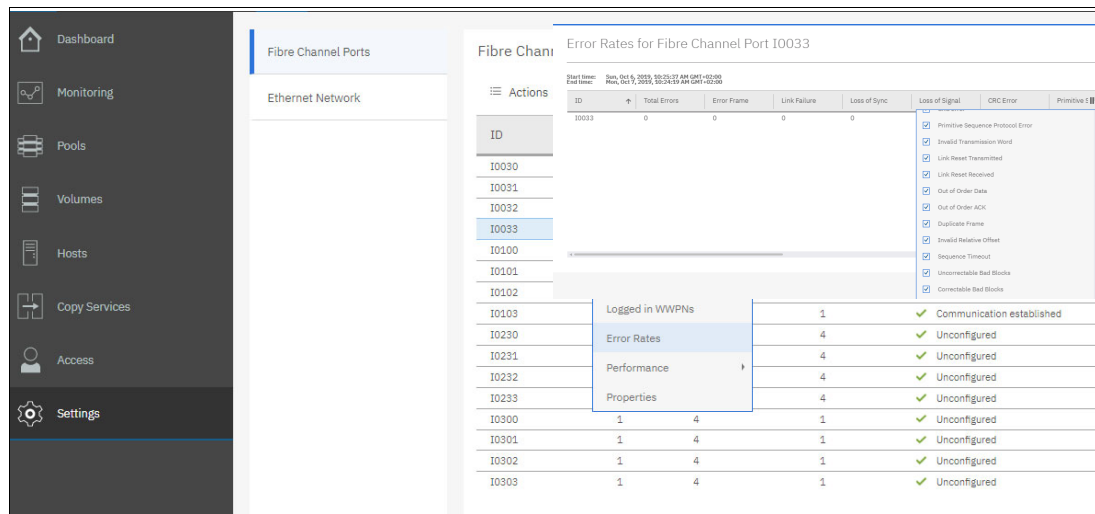 Dashboard
Monitoring
Pools
Volumes
Hosts
Copy Services
Access
Settings
Fibre Channel Ports
Ethernet Network
Fibre Chann
Actions
ID
I0030
I0031
I0032
I0033
I0100
I0101
I0102
I0103 1 Communication established
I0230 4 Unconfigured
I0231 4 Unconfigured
I0232 4 Unconfigured
I0233 4 Unconfigured
I0300 1 4 1 Unconfigured
I0301 1 4 1 Unconfigured
I0302 1 4 1 Unconfigured
I0303 1 4 1 Unconfigured
Logged in WWPNs
Error Rates
Performance
Properties
Error Rates for Fibre Channel Port I0033
Start time: Sun, Oct 6, 2019, 10:25:37 AM GMT+02:00
End time: Mon, Oct 7, 2019, 10:24:19 AM GMT+02:00
ID Total Errors Error Frame Link Failure Loss of Sync Loss of Signal CRC Error Primitive S
I0033 0 0 0 0
Primitive Sequence Protocol Error
Invalid Transmission Word
Link Reset Transmitted
Link Reset Received
Out of Order Data
Out of Order ACK
Duplicate Frame
Invalid Relative Offset
Sequence Timeout
Uncorrectable Bad Blocks
Correctable Bad Blocks